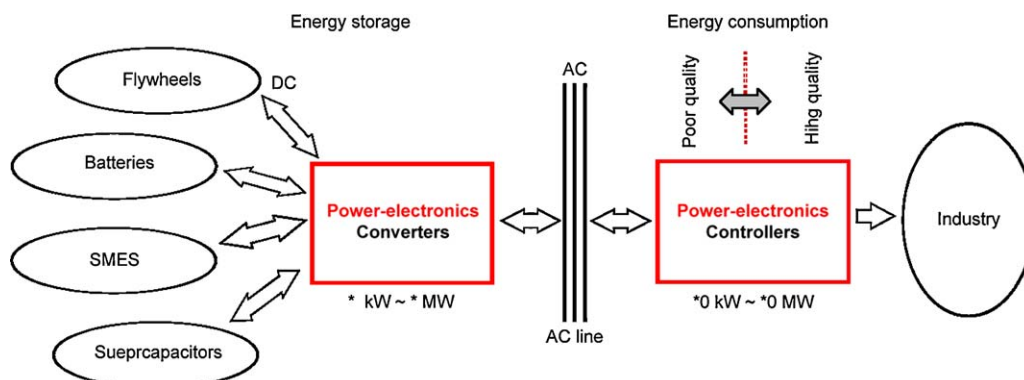 Energy storage
Energy consumption
Flywheels
DC
AC
Poor quality
Hihg quality
Batteries
Power-electronics
Converters
Power-electronics
Controllers
Industry
SMES
* kW ~ * MW
*0 kW ~ *0 MW
AC line
Sueprcapacitors